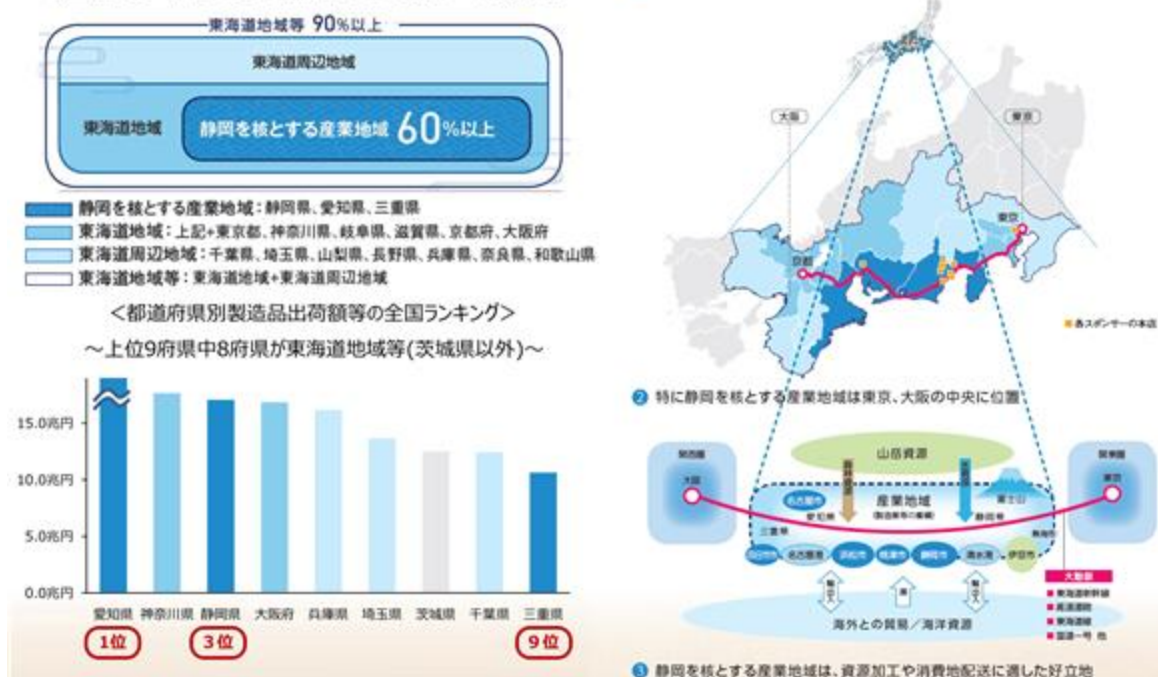 東海道地域等 90%以上
東海道周辺地域
東海道地域
静岡を核とする産業地域 60%以上
静岡を核とする産業地域：静岡県、愛知県、三重県
東海道地域：上記+東京都、神奈川県、岐阜県、滋賀県、京都府、大阪府
東海道周辺地域：千葉県、埼玉県、山梨県、長野県、兵庫県、奈良県、和歌山県
東海道地域等：東海道地域+東海道周辺地域
＜都道府県別製造品出荷額等の全国ランキング＞
～上位9府県中8府県が東海道地域等(茨城県以外)～
15.0兆円
10.0兆円
5.0兆円
0.0兆円
愛知県 神奈川県 静岡県 大阪府 兵庫県 埼玉県 茨城県 千葉県 三重県
1位 3位 9位
大阪
東京
東京
京都
各スポンサーの本店
2 特に静岡を核とする産業地域は東京、大阪の中央に位置
関西圏
大阪
山岳資源
関東圏
東京
名古屋市
産業地域
富士山
愛知県
静岡県
三重県
四日市市 名古屋港 浜松市 焼津市 静岡市 清水港 伊豆市
海外との貿易／海洋資源
大動脈
東海道新幹線
高速道路
東海道線
国道一号 他
3 静岡を核とする産業地域は、資源加工や消費地配送に適した好立地